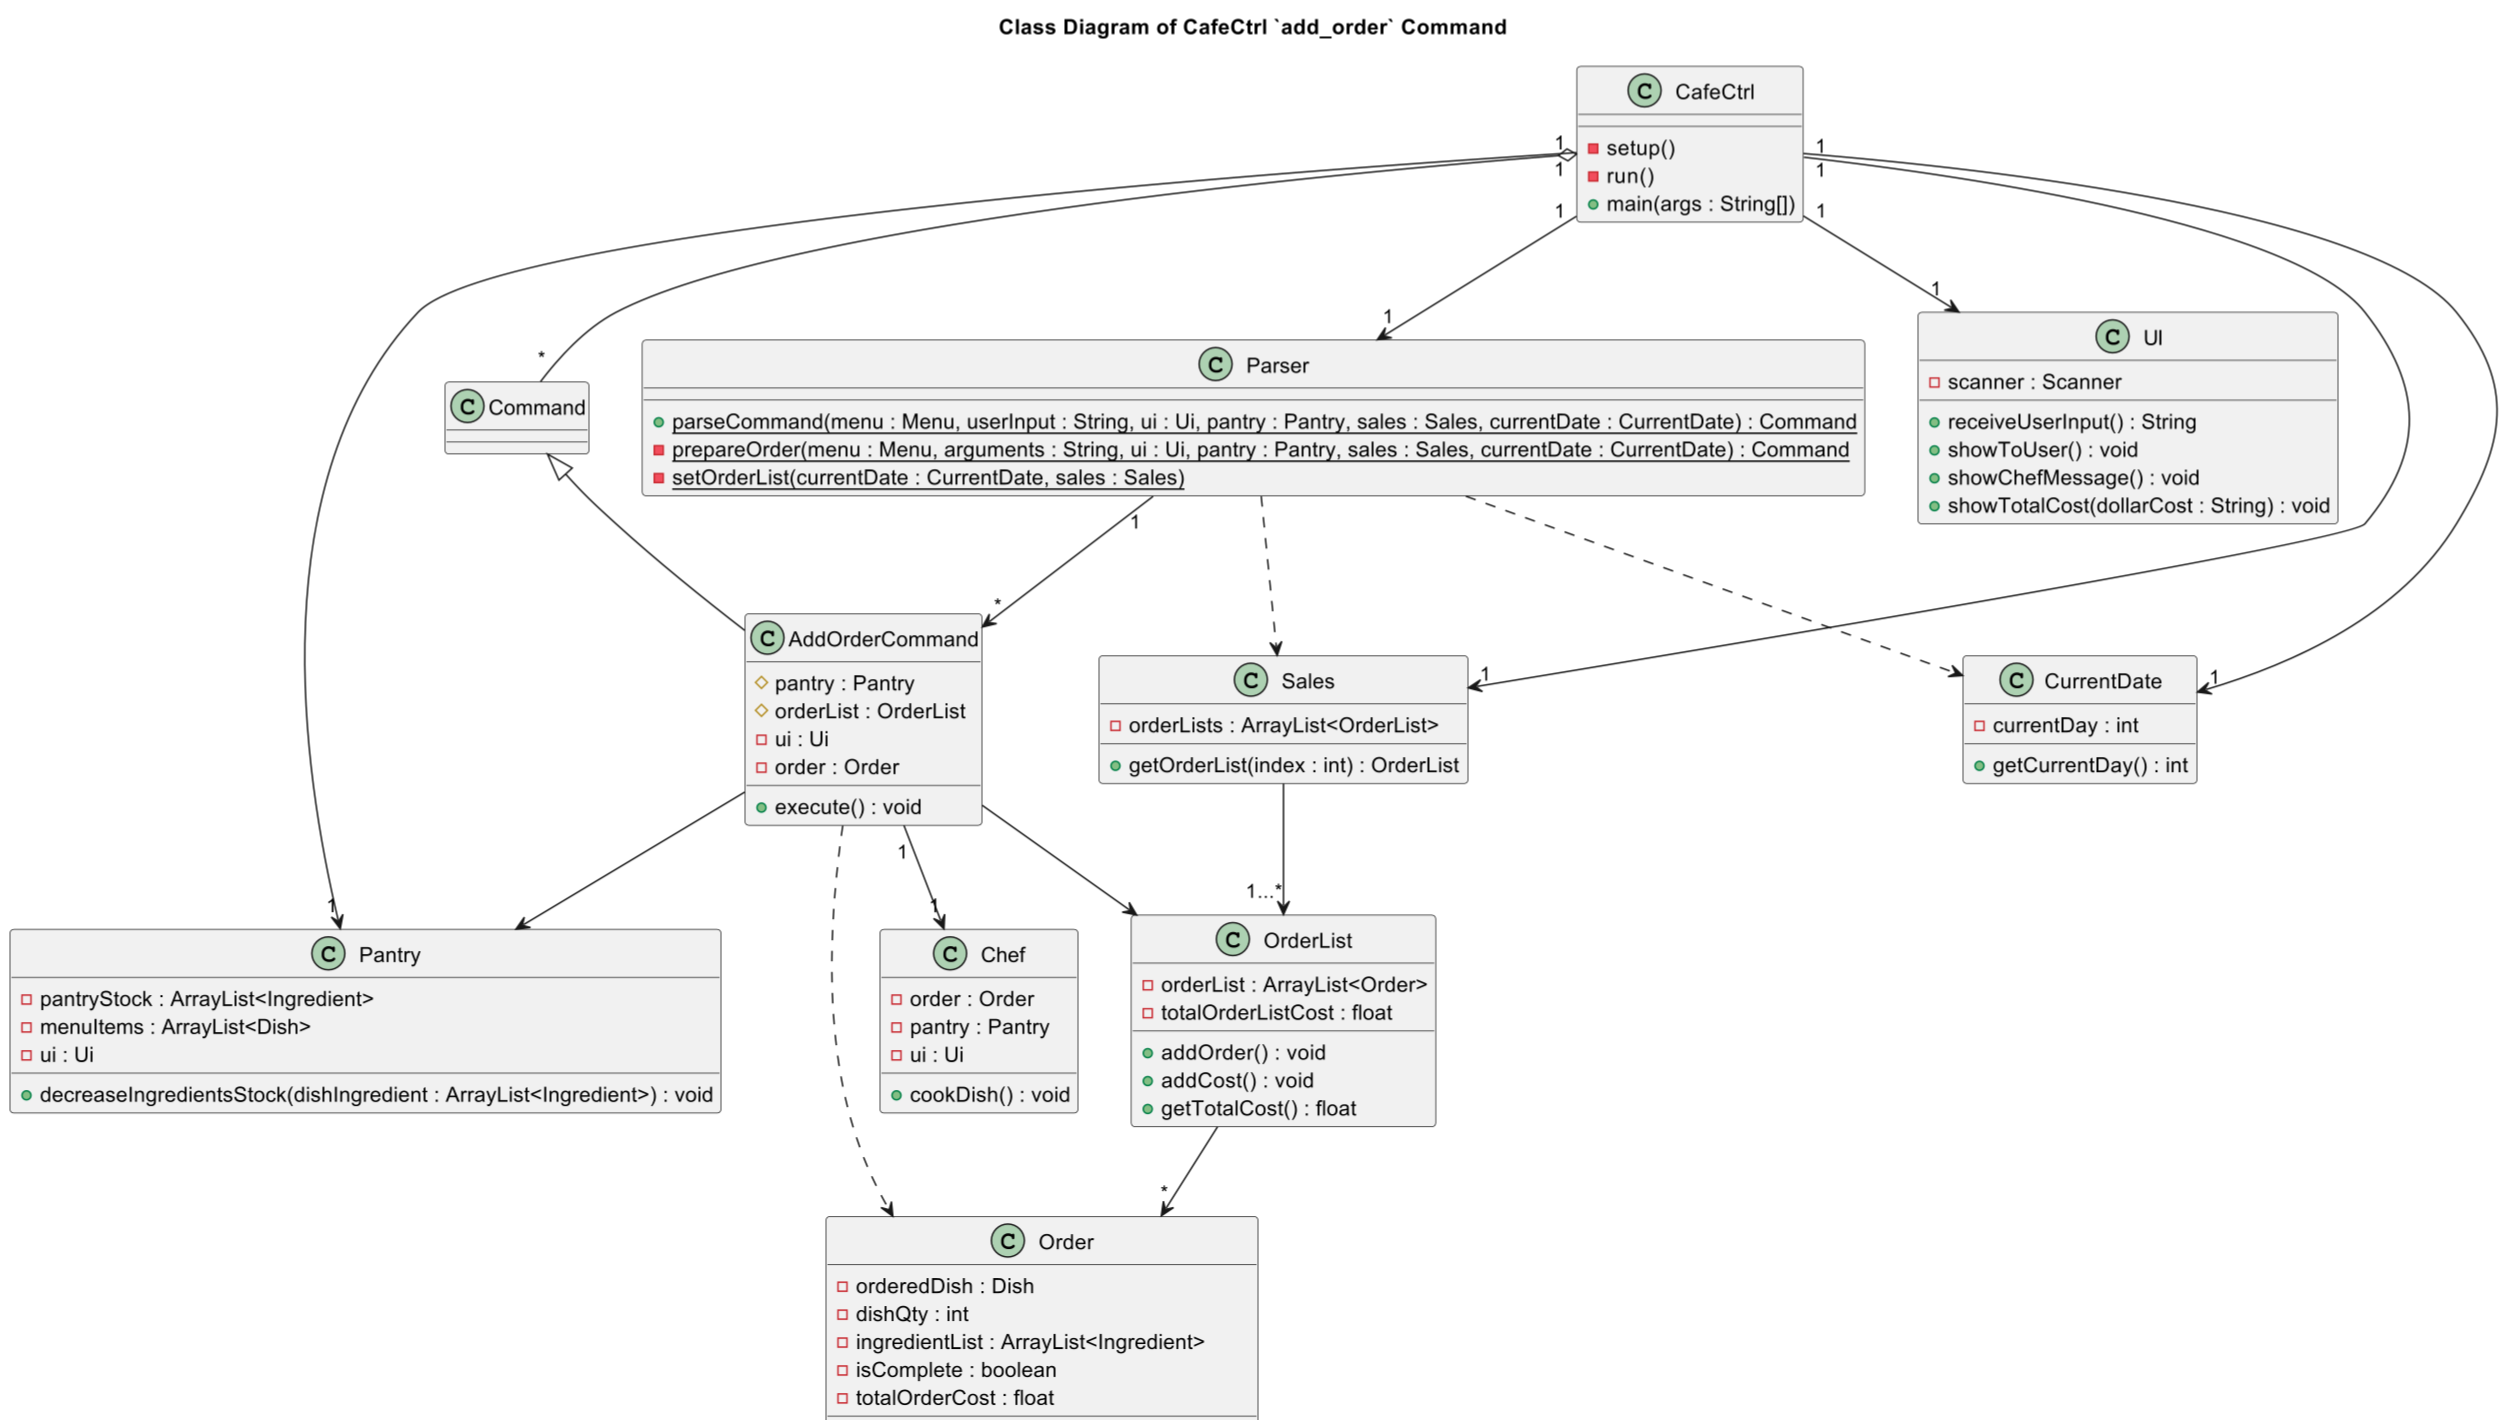 Class Diagram of CafeCtrl `add_order` Command
C CafeCtrl
setup()
run()
main(args : String[])
1
1
1
1
1
1
1
1
*
C Command
C Parser
parseCommand(menu : Menu, userInput : String, ui : Ui, pantry : Pantry, sales : Sales, currentDate : CurrentDate) : Command
prepareOrder(menu : Menu, arguments : String, ui : Ui, pantry : Pantry, sales : Sales, currentDate : CurrentDate) : Command
setOrderList(currentDate : CurrentDate, sales : Sales)
C UI
scanner : Scanner
receiveUserInput() : String
showToUser() : void
showChefMessage() : void
showTotalCost(dollarCost : String) : void
1
*
C AddOrderCommand
pantry : Pantry
orderList : OrderList
ui : Ui
order : Order
execute() : void
C Sales
orderLists : ArrayList<OrderList>
getOrderList(index : int) : OrderList
1
C CurrentDate
currentDay : int
getCurrentDay() : int
1
1
1
1
1...*
C Pantry
pantryStock : ArrayList<Ingredient>
menuItems : ArrayList<Dish>
ui : Ui
decreaseIngredientsStock(dishIngredient : ArrayList<Ingredient>) : void
C Chef
order : Order
pantry : Pantry
ui : Ui
cookDish() : void
C OrderList
orderList : ArrayList<Order>
totalOrderListCost : float
addOrder() : void
addCost() : void
getTotalCost() : float
*
C Order
orderedDish : Dish
dishQty : int
ingredientList : ArrayList<Ingredient>
isComplete : boolean
totalOrderCost : float